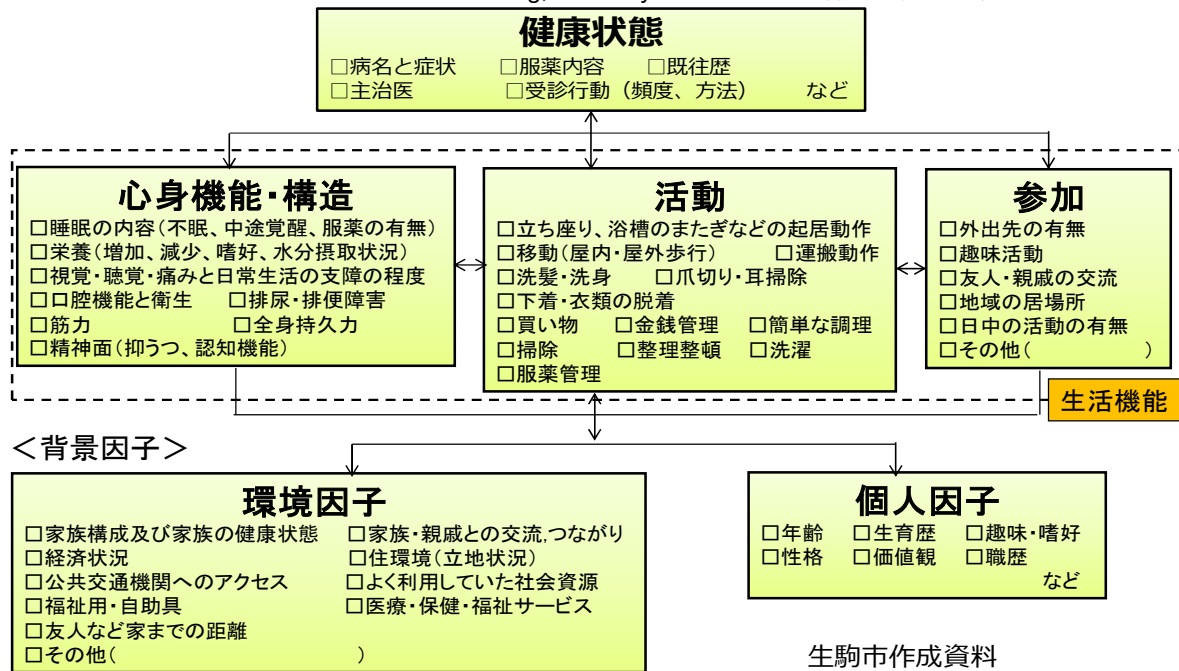 健康状態
□病名と症状 □服薬内容 □既往歴
□主治医 □受診行動（頻度、方法） など
心身機能・構造
□睡眠の内容(不眠、中途覚醒、服薬の有無)
□栄養(増加、減少、嗜好、水分摂取状況)
□視覚・聴覚・痛みと日常生活の支障の程度
□口腔機能と衛生 □排尿・排便障害
□筋力 □全身持久力
□精神面(抑うつ、認知機能)
活動
□立ち座り、浴槽のまたぎなどの起居動作
□移動(屋内・屋外歩行) □運搬動作
□洗髪・洗身 □爪切り・耳掃除
□下着・衣類の脱着
□買い物 □金銭管理 □簡単な調理
□掃除 □整理整頓 □洗濯
□服薬管理
参加
□外出先の有無
□趣味活動
□友人・親戚の交流
□地域の居場所
□日中の活動の有無
□その他( )
生活機能
＜背景因子＞
環境因子
□家族構成及び家族の健康状態 □家族・親戚との交流,つながり
□経済状況 □住環境(立地状況)
□公共交通機関へのアクセス □よく利用していた社会資源
□福祉用・自助具 □医療・保健・福祉サービス
□友人など家までの距離
□その他( )
個人因子
□年齢 □生育歴 □趣味・嗜好
□性格 □価値観 □職歴
など
生駒市作成資料